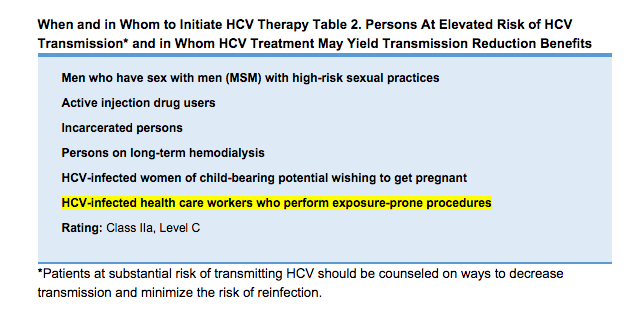 When and in Whom to Initiate HCV Therapy Table 2. Persons At Elevated Risk of HCV
Transmission* and in Whom HCV Treatment May Yield Transmission Reduction Benefits
Men who have sex with men (MSM) with high-risk sexual practices
Active injection drug users
Incarcerated persons
Persons on long-term hemodialysis
HCV-infected women of child-bearing potential wishing to get pregnant
HCV-infected health care workers who perform exposure-prone procedures
Rating: Class IIa, Level C
*Patients at substantial risk of transmitting HCV should be counseled on ways to decrease
transmission and minimize the risk of reinfection.